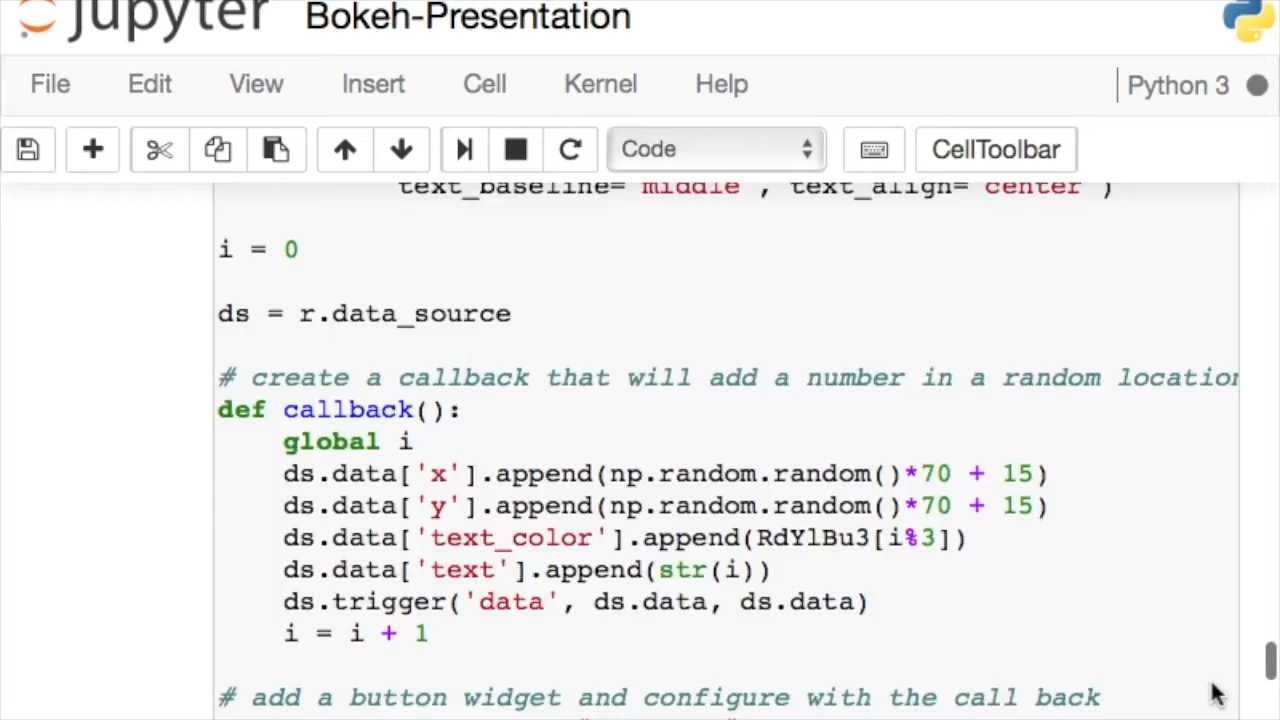 jupyter Bokeh-Presentation
File Edit View Insert Cell Kernel Help Python 3
Code CellToolbar
text_baseline="middle", text_align="center")
i = 0
ds = r.data_source
# create a callback that will add a number in a random location
def callback():
global i
ds.data['x'].append(np.random.random()*70 + 15)
ds.data['y'].append(np.random.random()*70 + 15)
ds.data['text_color'].append(RdYlBu3[i%3])
ds.data['text'].append(str(i))
ds.trigger('data', ds.data, ds.data)
i = i + 1
# add a button widget and configure with the call back